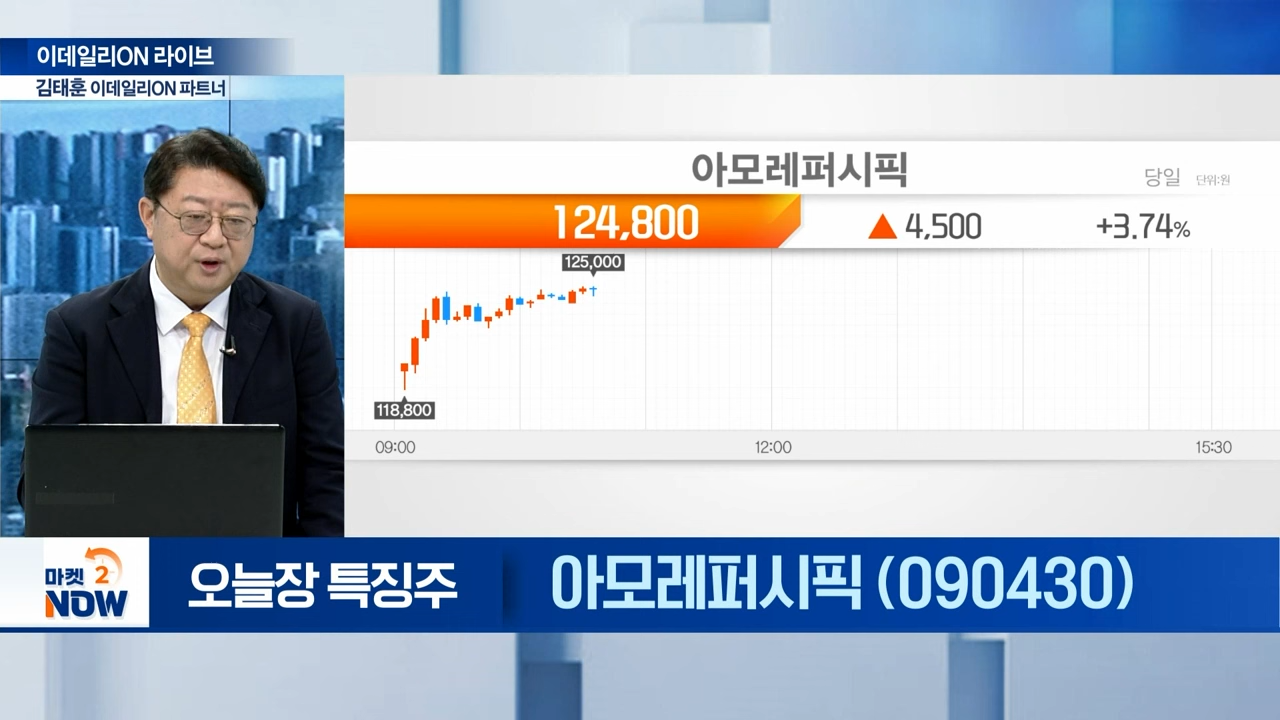 이데일리ON 라이브
김태훈 이데일리ON 파트너
아모레퍼시픽
당일 단위:원
124,800 ▲ 4,500 +3.74%
125,000
118,800
09:00 12:00 15:30
마켓 2
NOW
오늘장 특징주 아모레퍼시픽 (090430)